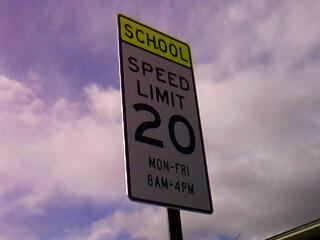 SCHOOL
SPEED
LIMIT
20
MON-FRI
8AM-4PM